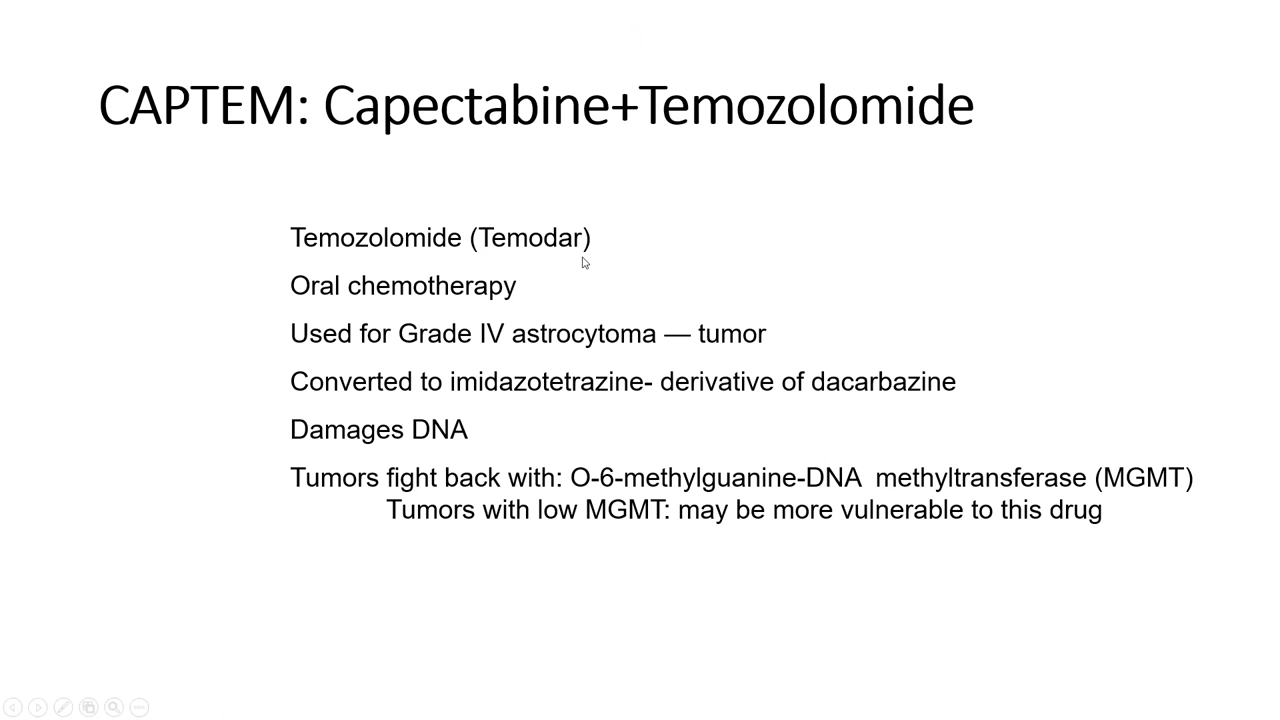 CAPTEM: Capectabine+Temozolomide
Temozolomide (Temodar)
Oral chemotherapy
Used for Grade IV astrocytoma — tumor
Converted to imidazotetrazine- derivative of dacarbazine
Damages DNA
Tumors fight back with: O-6-methylguanine-DNA methyltransferase (MGMT)
Tumors with low MGMT: may be more vulnerable to this drug